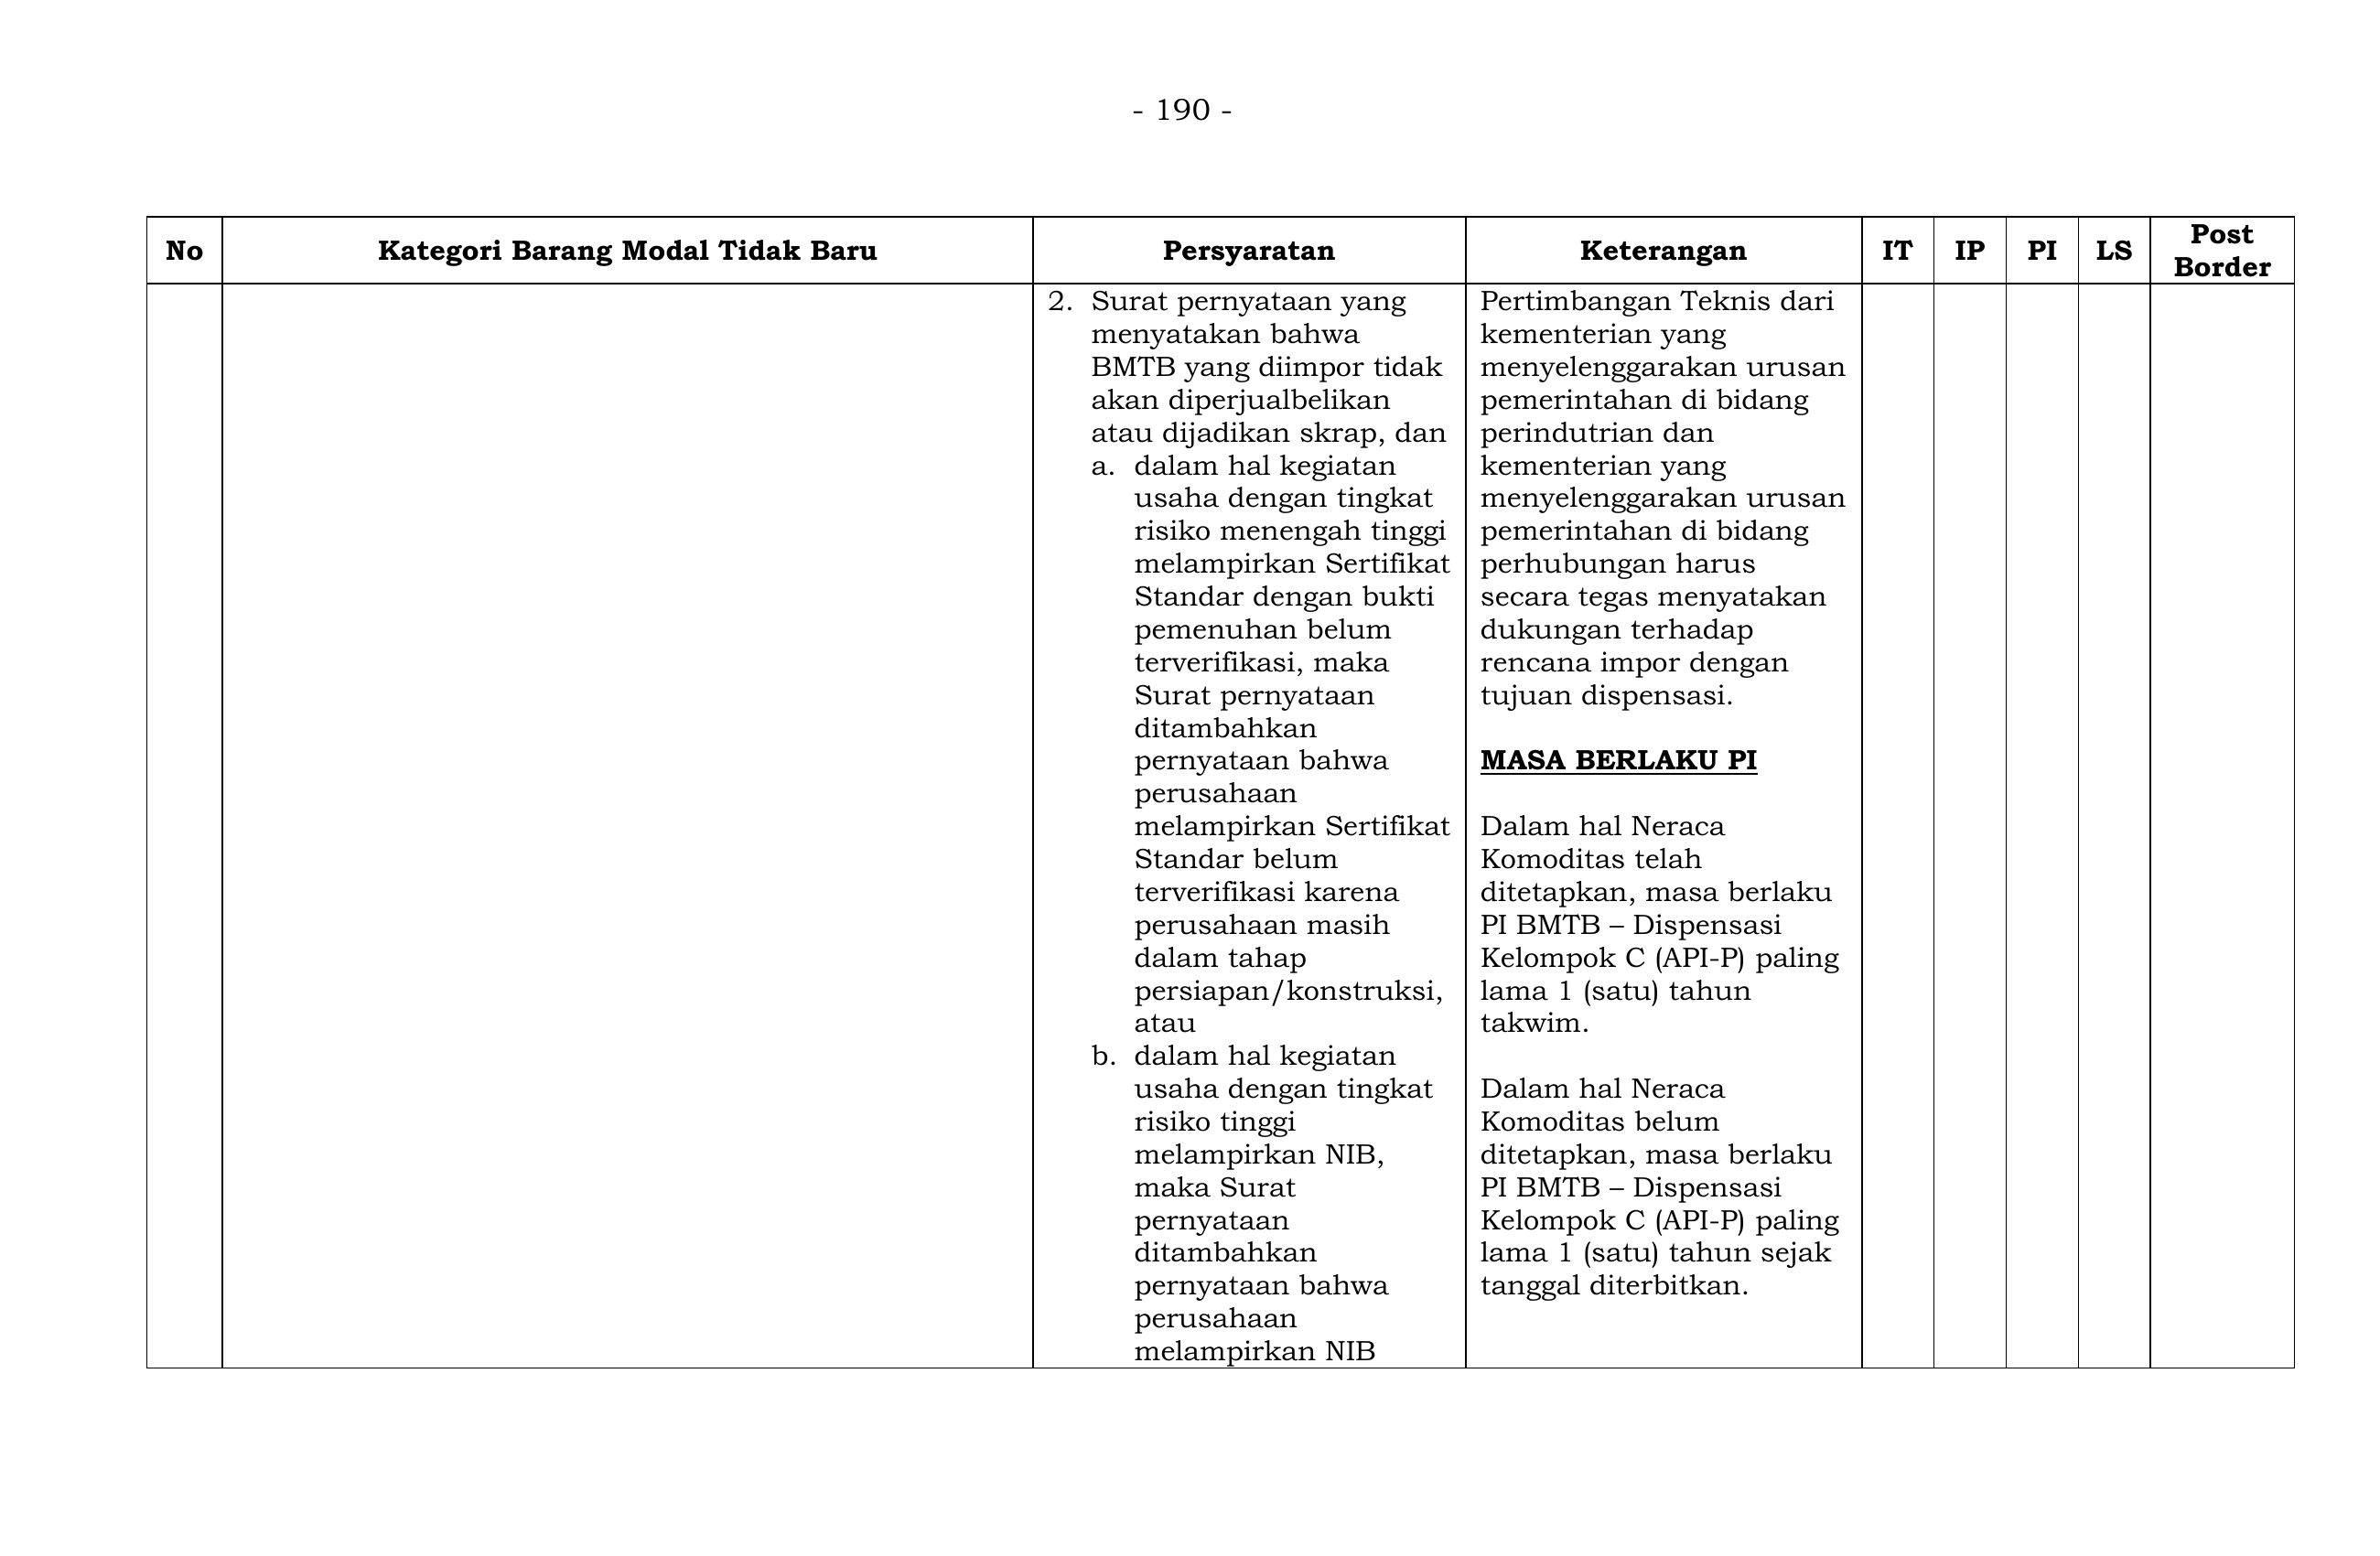 - 190 -
No
Kategori Barang Modal Tidak Baru
Persyaratan
Keterangan
IT
IP
PI
LS
Post
Border
2. Surat pernyataan yang
menyatakan bahwa
BMTB yang diimpor tidak
akan diperjualbelikan
atau dijadikan skrap, dan
a. dalam hal kegiatan
usaha dengan tingkat
risiko menengah tinggi
melampirkan Sertifikat
Standar dengan bukti
pemenuhan belum
terverifikasi, maka
Surat pernyataan
ditambahkan
pernyataan bahwa
perusahaan
melampirkan Sertifikat
Standar belum
terverifikasi karena
perusahaan masih
dalam tahap
persiapan/konstruksi,
atau
b. dalam hal kegiatan
usaha dengan tingkat
risiko tinggi
melampirkan NIB,
maka Surat
pernyataan
ditambahkan
pernyataan bahwa
perusahaan
melampirkan NIB
Pertimbangan Teknis dari
kementerian yang
menyelenggarakan urusan
pemerintahan di bidang
perindutrian dan
kementerian yang
menyelenggarakan urusan
pemerintahan di bidang
perhubungan harus
secara tegas menyatakan
dukungan terhadap
rencana impor dengan
tujuan dispensasi.
MASA BERLAKU PI
Dalam hal Neraca
Komoditas telah
ditetapkan, masa berlaku
PI BMTB – Dispensasi
Kelompok C (API-P) paling
lama 1 (satu) tahun
takwim.
Dalam hal Neraca
Komoditas belum
ditetapkan, masa berlaku
PI BMTB – Dispensasi
Kelompok C (API-P) paling
lama 1 (satu) tahun sejak
tanggal diterbitkan.